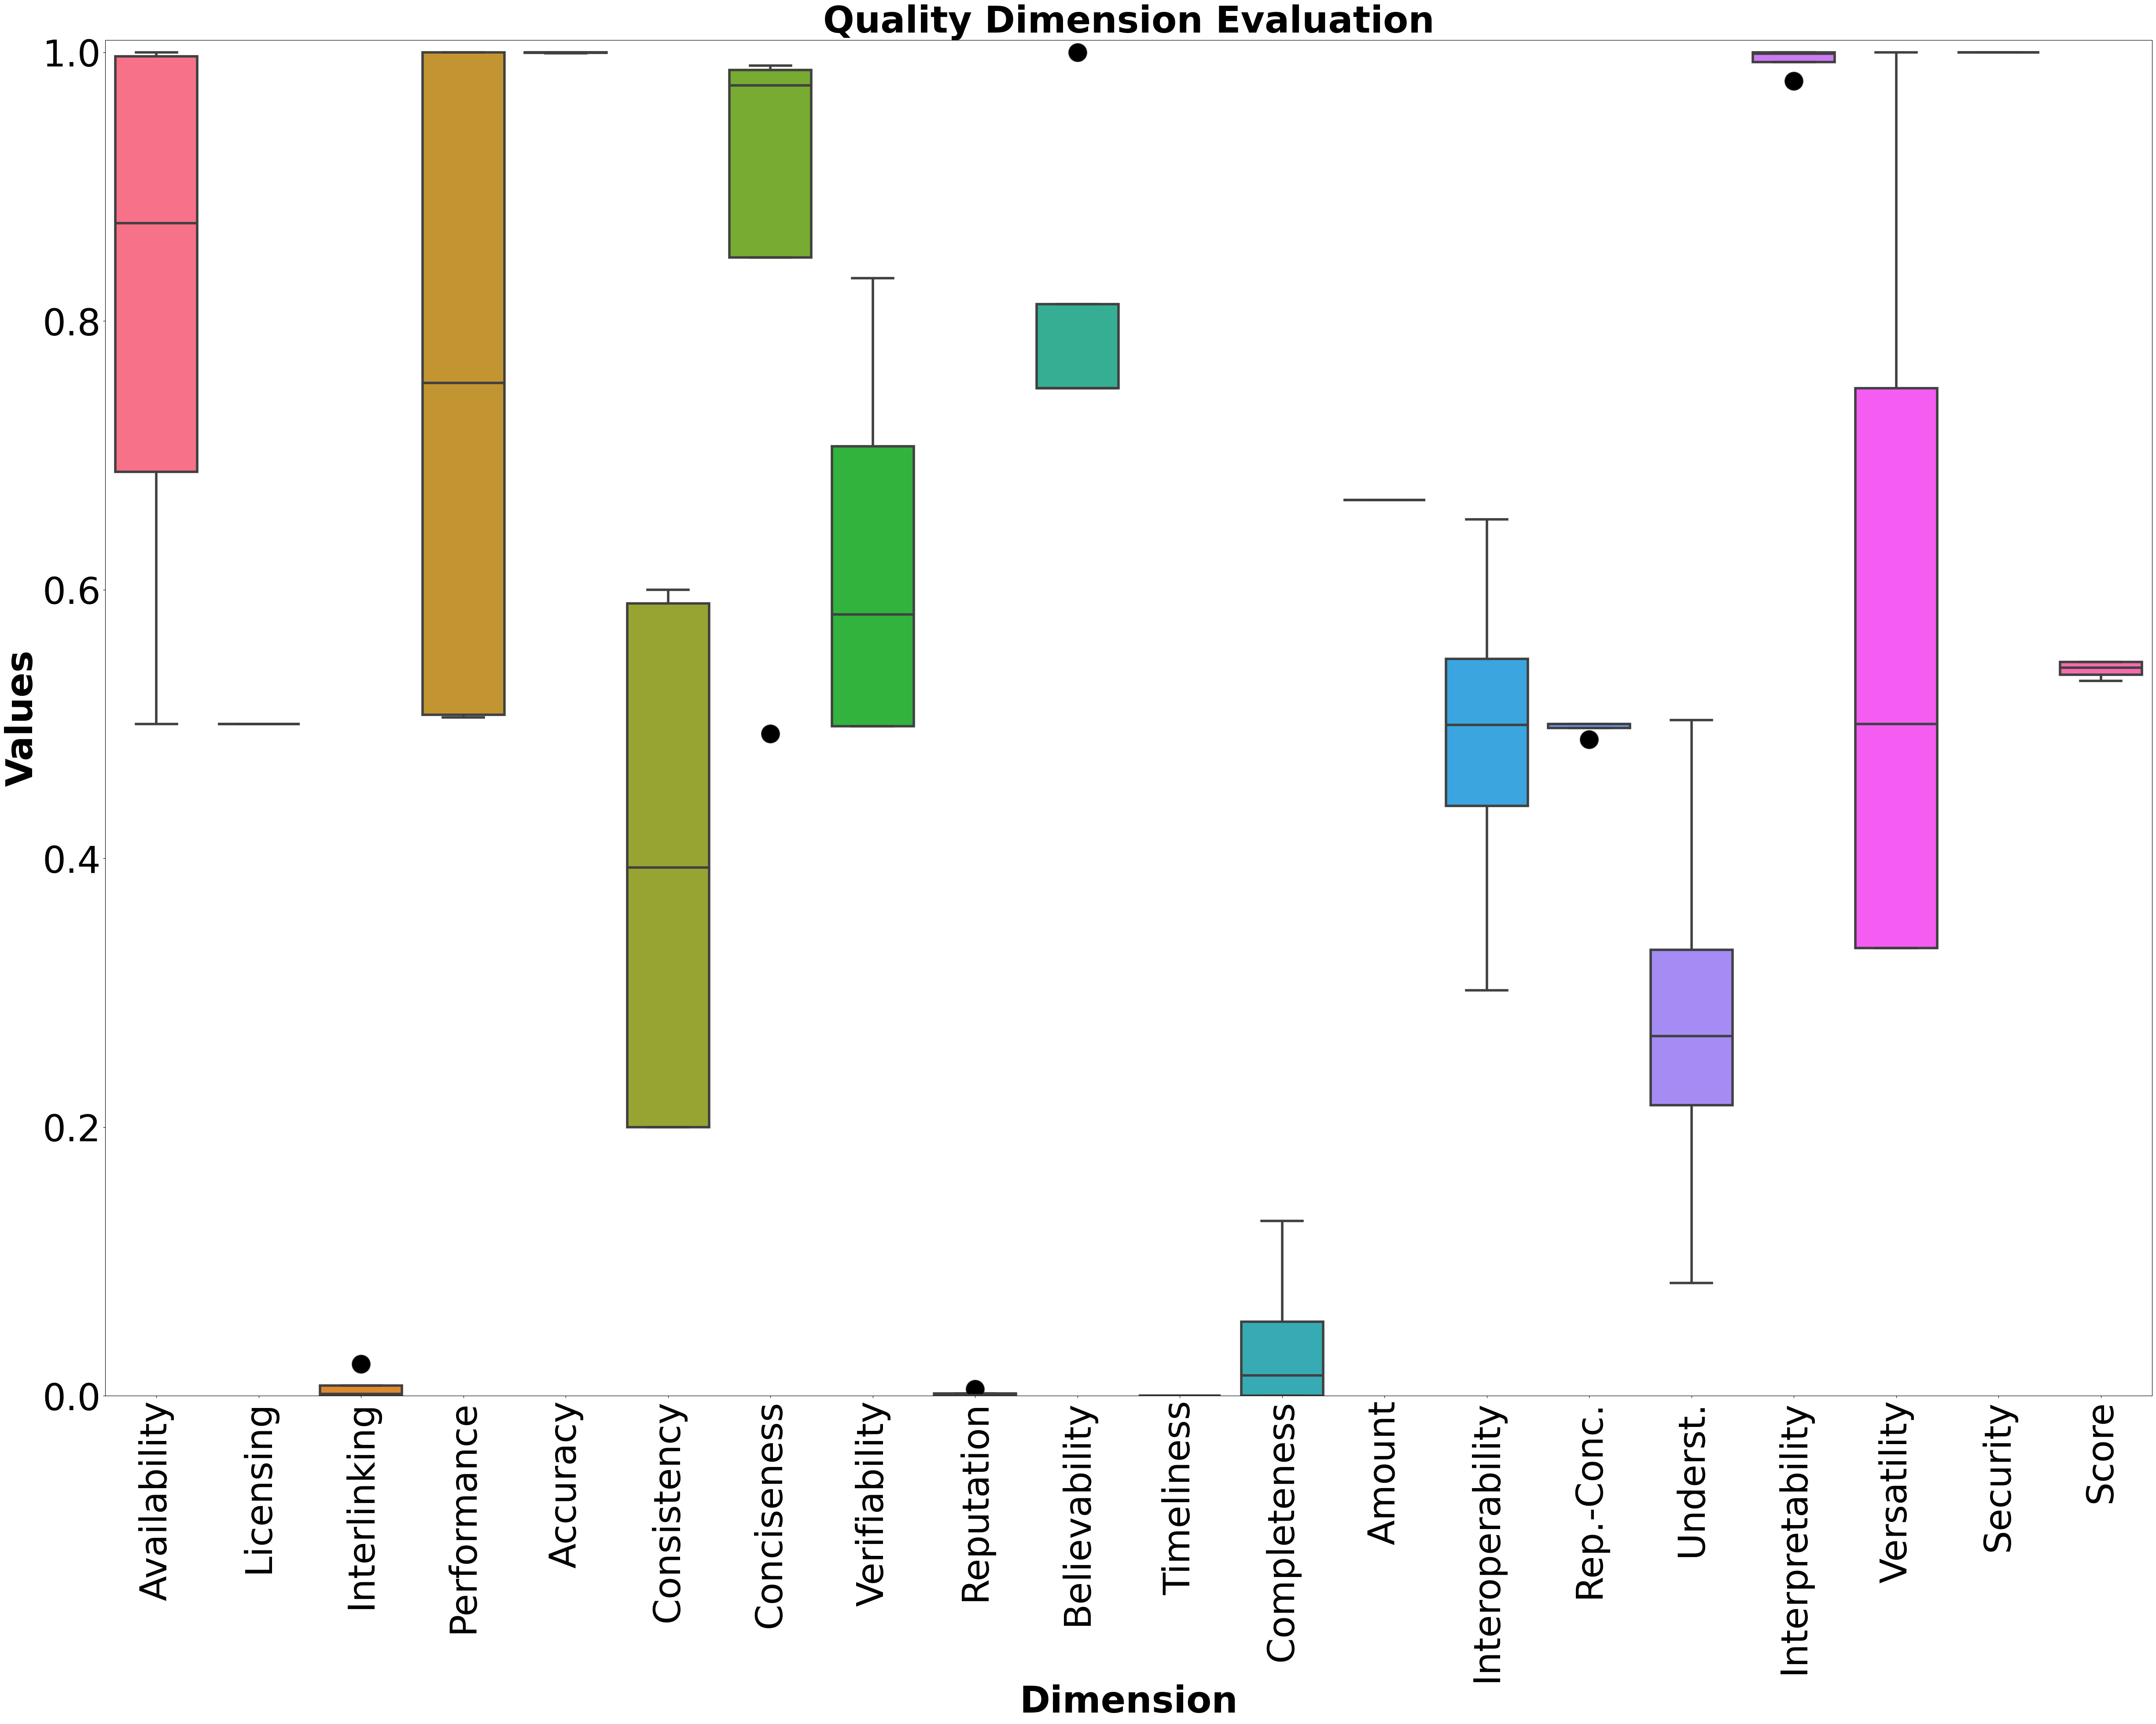 Quality Dimension Evaluation
1.0
0.8
0.6
0.4
0.2
0.0
Values
Availability
Licensing
Interlinking
Performance
Accuracy
Consistency
Conciseness
Verifiability
Reputation
Believability
Timeliness
Completeness
Amount
Interoperability
Rep.-Conc.
Underst.
Interpretability
Versatility
Security
Score
Dimension